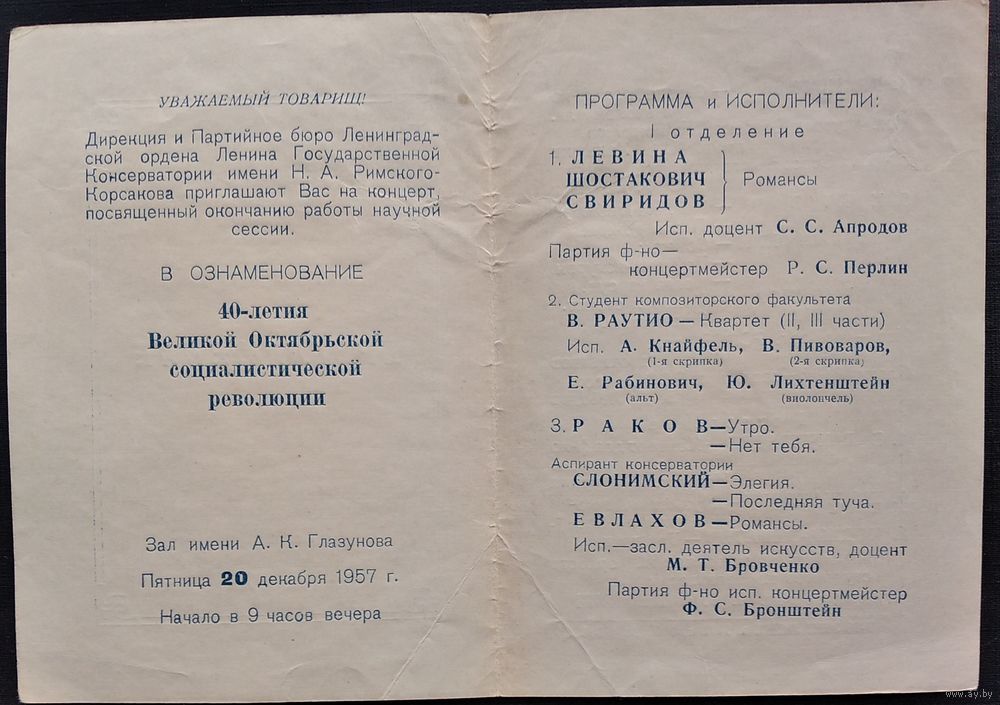 УВАЖАЕМЫЙ ТОВАРИЩ!
Дирекция и Партийное бюро Ленинград-
ской ордена Ленина Государственной
Консерватории имени Н. А. Римского-
Корсакова приглашают Вас на концерт,
посвященный окончанию работы научной
сессии.
В ОЗНАМЕНОВАНИЕ
40-летия
Великой Октябрьской
социалистической
революции
Зал имени А. К. Глазунова
Пятница 20 декабря 1957 г.
Начало в 9 часов вечера
ПРОГРАММА и ИСПОЛНИТЕЛИ:
I отделение
1. ЛЕВИНА
ШОСТАКОВИЧ
СВИРИДОВ
Романсы
Исп. доцент С. С. Апродов
Партия ф-но—
концертмейстер Р. С. Перлин
2. Студент композиторского факультета
В. РАУТИО — Квартет (II, III части)
Исп. А. Кнайфель, В. Пивоваров,
(1-я скрипка) (2-я скрипка)
Е. Рабинович, Ю. Лихтенштейн
(альт) (виолончель)
3. РАКОВ—Утро.
—Нет тебя.
Аспирант консерватории
СЛОНИМСКИЙ—Элегия.
—Последняя туча.
ЕВЛАХОВ—Романсы.
Исп.—засл. деятель искусств, доцент
М. Т. Бровченко
Партия ф-но исп. концертмейстер
Ф. С. Бронштейн
www.ay.by